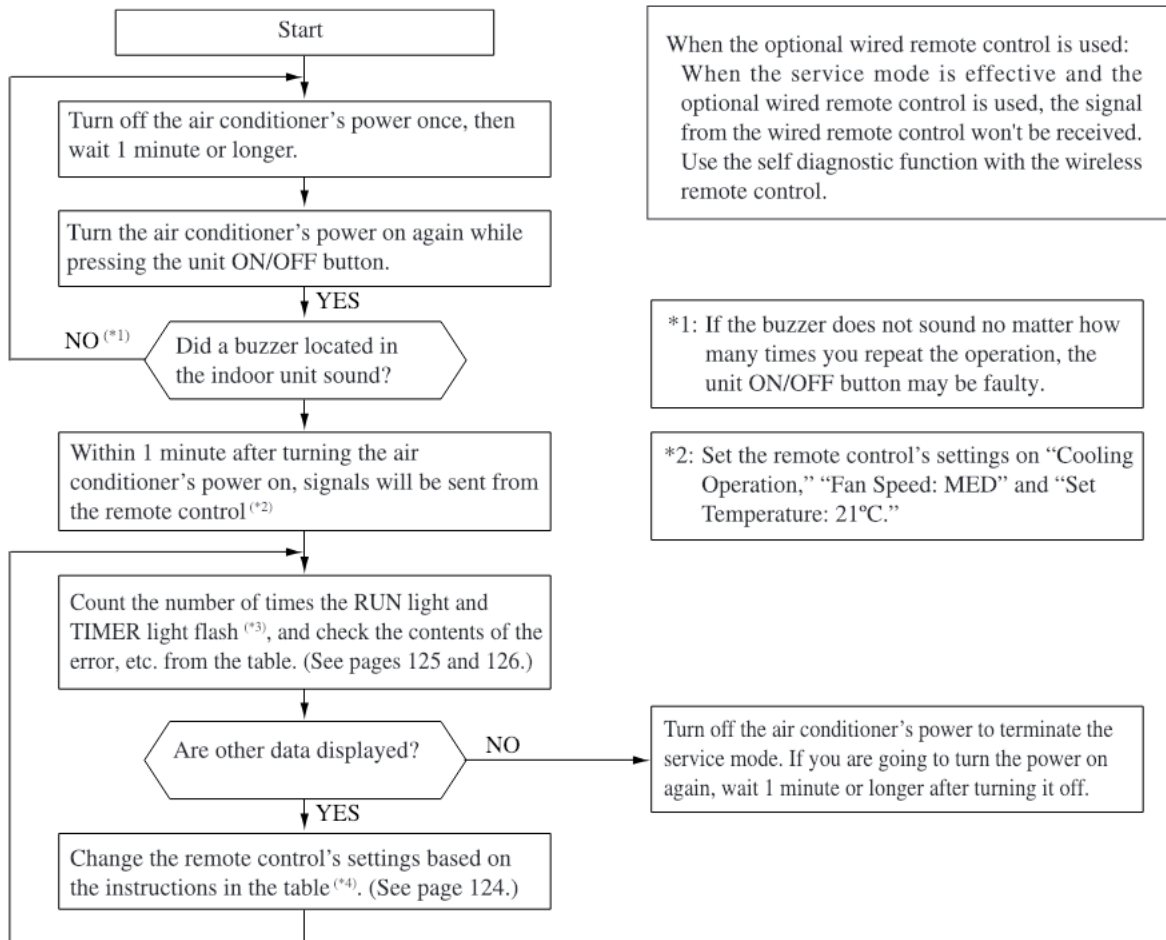 Start
Turn off the air conditioner's power once, then
wait 1 minute or longer.
Turn the air conditioner's power on again while
pressing the unit ON/OFF button.
YES
NO (*1)
Did a buzzer located in
the indoor unit sound?
Within 1 minute after turning the air
conditioner's power on, signals will be sent from
the remote control (*2)
Count the number of times the RUN light and
TIMER light flash (*3), and check the contents of the
error, etc. from the table. (See pages 125 and 126.)
Are other data displayed?
NO
YES
Change the remote control's settings based on
the instructions in the table (*4). (See page 124.)
When the optional wired remote control is used:
When the service mode is effective and the
optional wired remote control is used, the signal
from the wired remote control won't be received.
Use the self diagnostic function with the wireless
remote control.
*1: If the buzzer does not sound no matter how
many times you repeat the operation, the
unit ON/OFF button may be faulty.
*2: Set the remote control's settings on “Cooling
Operation,” “Fan Speed: MED” and “Set
Temperature: 21ºC.”
Turn off the air conditioner's power to terminate the
service mode. If you are going to turn the power on
again, wait 1 minute or longer after turning it off.